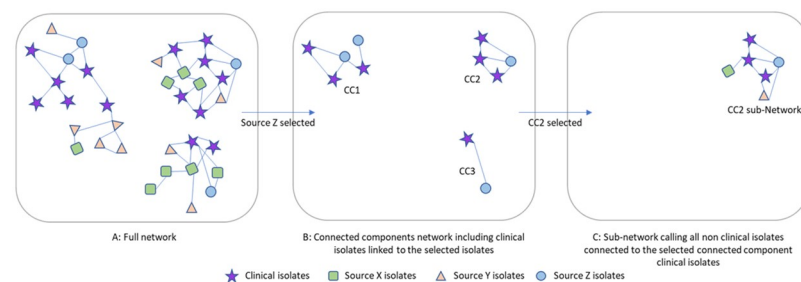 CC1
CC2
CC3
Source Z selected
CC2 selected
CC2 sub-Network
A: Full network
B: Connected components network including clinical
isolates linked to the selected isolates
C: Sub-network calling all non clinical isolates
connected to the selected connected component
clinical isolates
Clinical isolates
Source X isolates
Source Y isolates
Source Z isolates